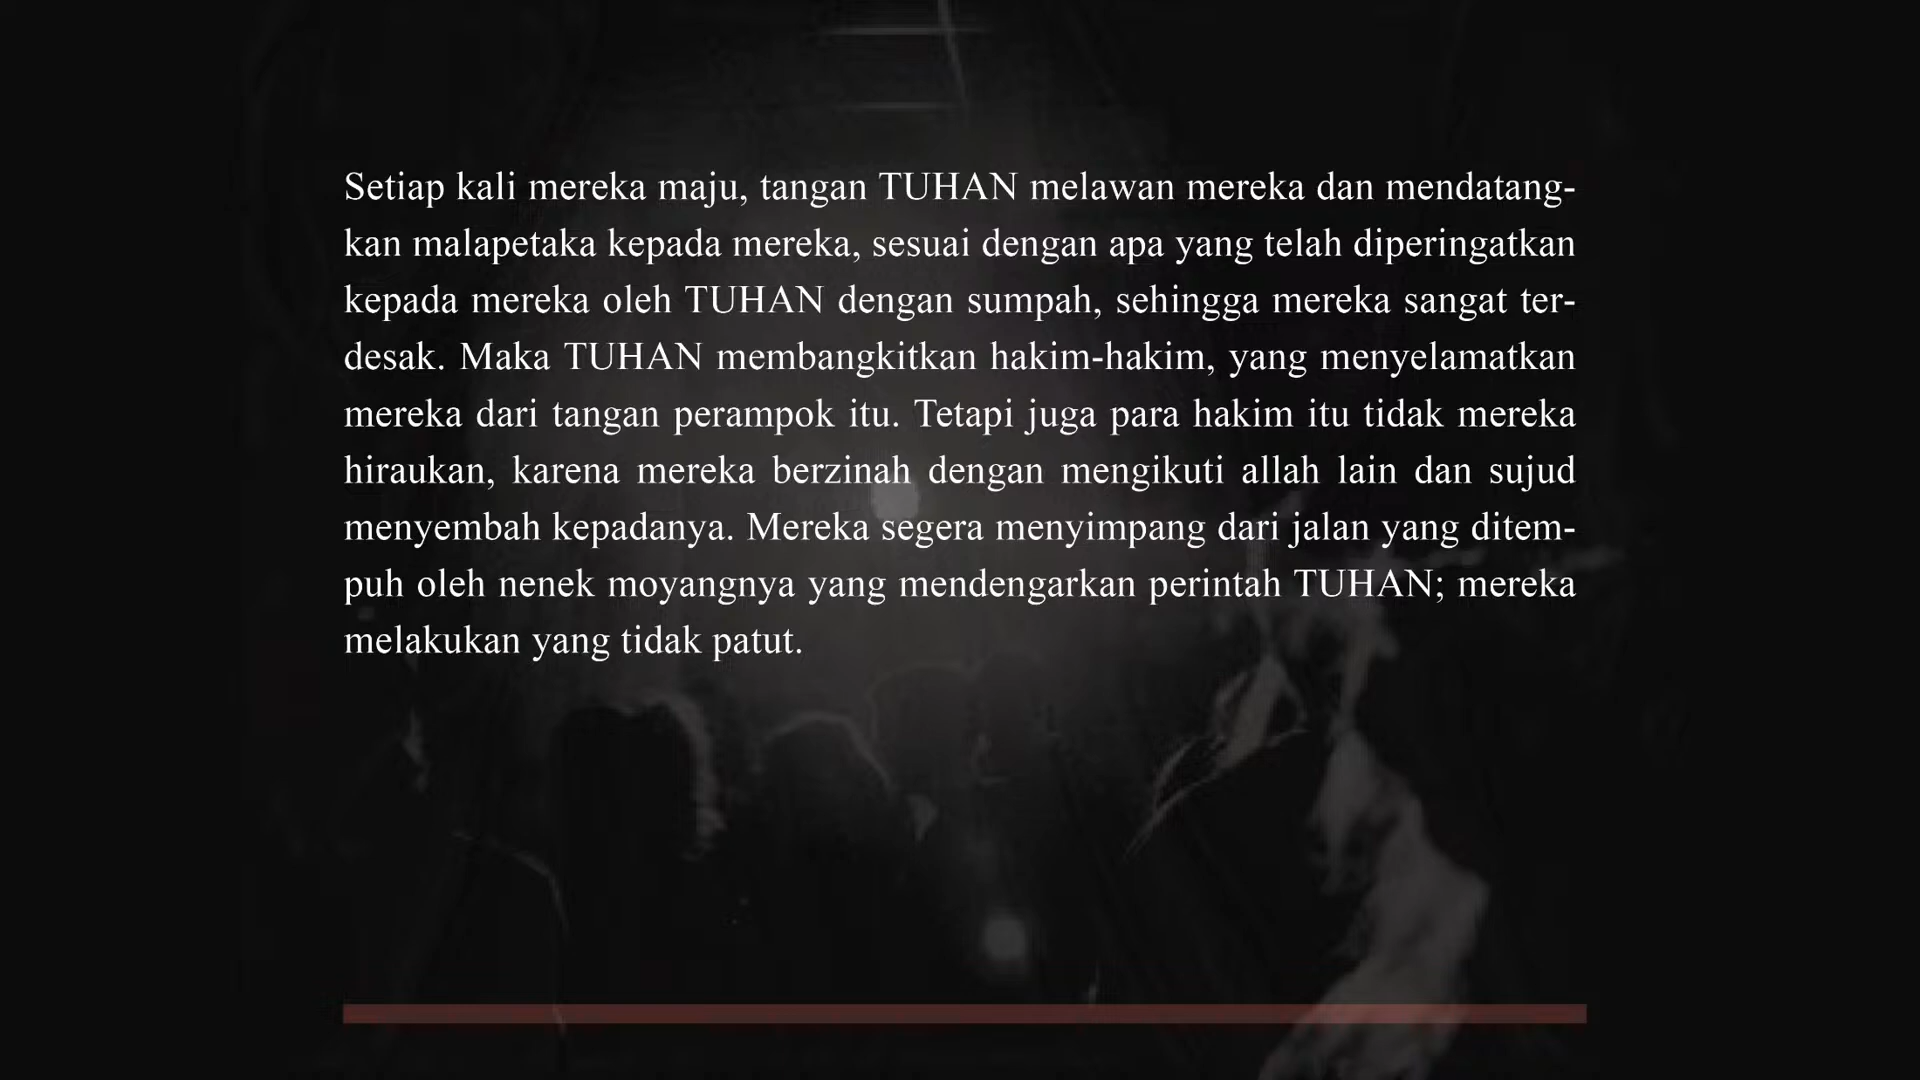 Setiap kali mereka maju, tangan TUHAN melawan mereka dan mendatang-
kan malapetaka kepada mereka, sesuai dengan apa yang telah diperingatkan
kepada mereka oleh TUHAN dengan sumpah, sehingga mereka sangat ter-
desak. Maka TUHAN membangkitkan hakim-hakim, yang menyelamatkan
mereka dari tangan perampok itu. Tetapi juga para hakim itu tidak mereka
hiraukan, karena mereka berzinah dengan mengikuti allah lain dan sujud
menyembah kepadanya. Mereka segera menyimpang dari jalan yang ditem-
puh oleh nenek moyangnya yang mendengarkan perintah TUHAN; mereka
melakukan yang tidak patut.